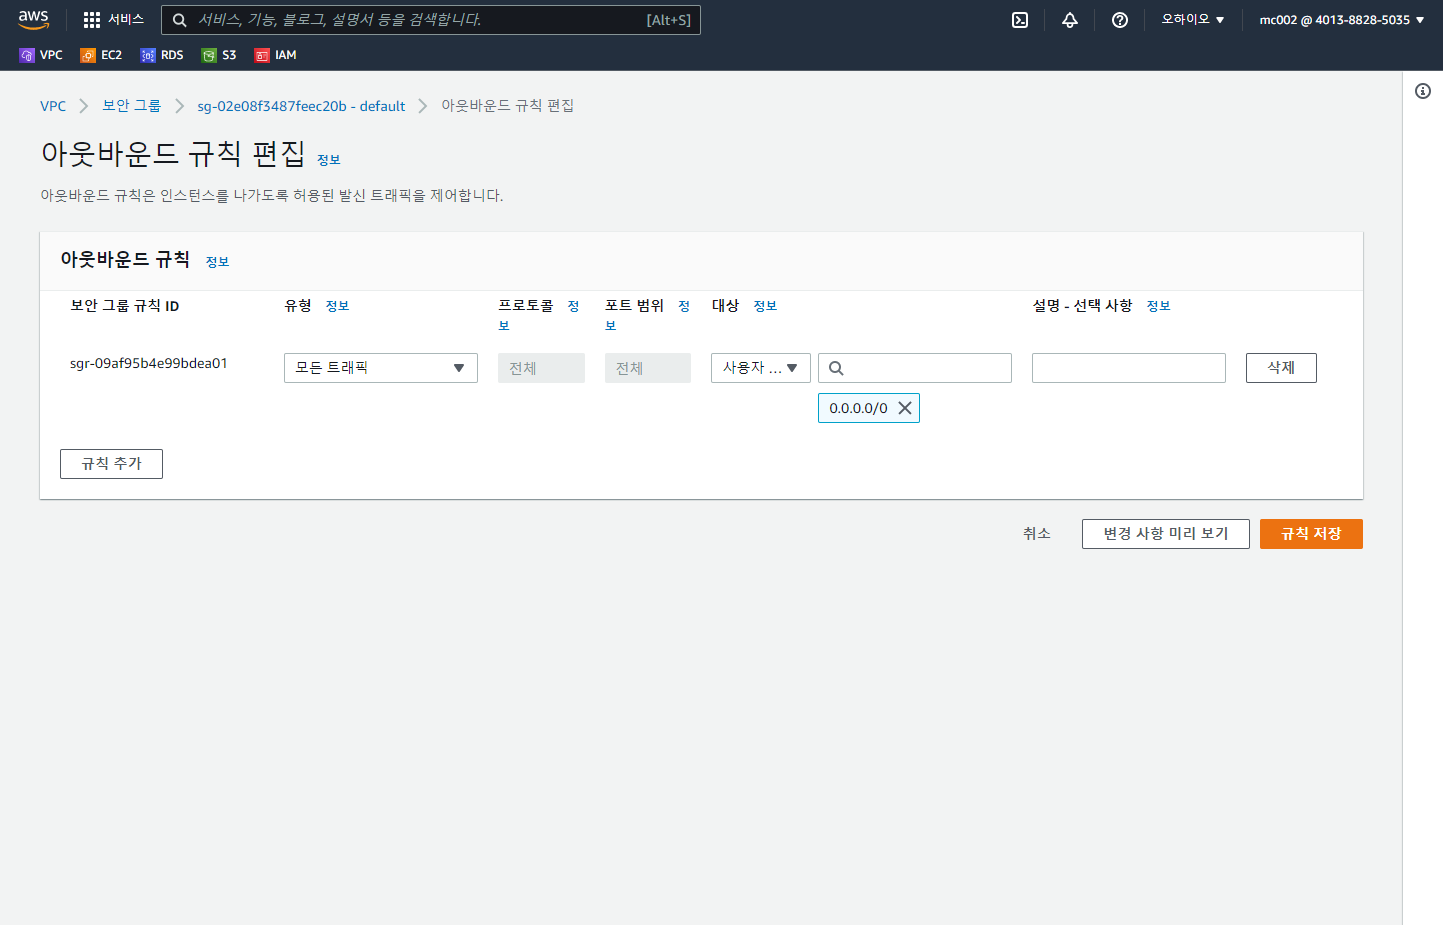 aws 서비스 서비스, 기능, 블로그, 설명서 등을 검색합니다. [Alt+S] 오하이오 ▼ mc002 @ 4013-8828-5035 ▼
VPC EC2 RDS S3 IAM
VPC > 보안 그룹 > sg-02e08f3487feec20b - default > 아웃바운드 규칙 편집
아웃바운드 규칙 편집 정보
아웃바운드 규칙은 인스턴스를 나가도록 허용된 발신 트래픽을 제어합니다.
아웃바운드 규칙 정보
보안 그룹 규칙 ID 유형 정보 프로토콜 정보 포트 범위 정보 대상 정보 설명 - 선택 사항 정보
sgr-09af95b4e99bdea01 모든 트래픽 전체 전체 사용자 ... 삭제
0.0.0.0/0
규칙 추가
취소 변경 사항 미리 보기 규칙 저장